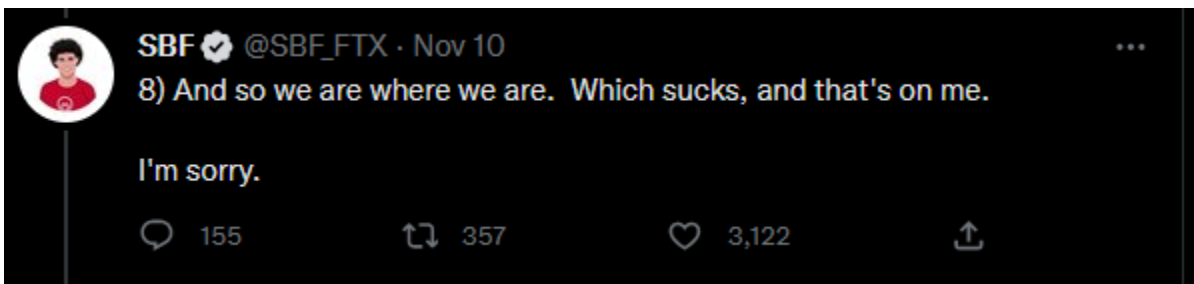 SBF @SBF_FTX · Nov 10
8) And so we are where we are.  Which sucks, and that's on me.
I'm sorry.
155 357 3,122